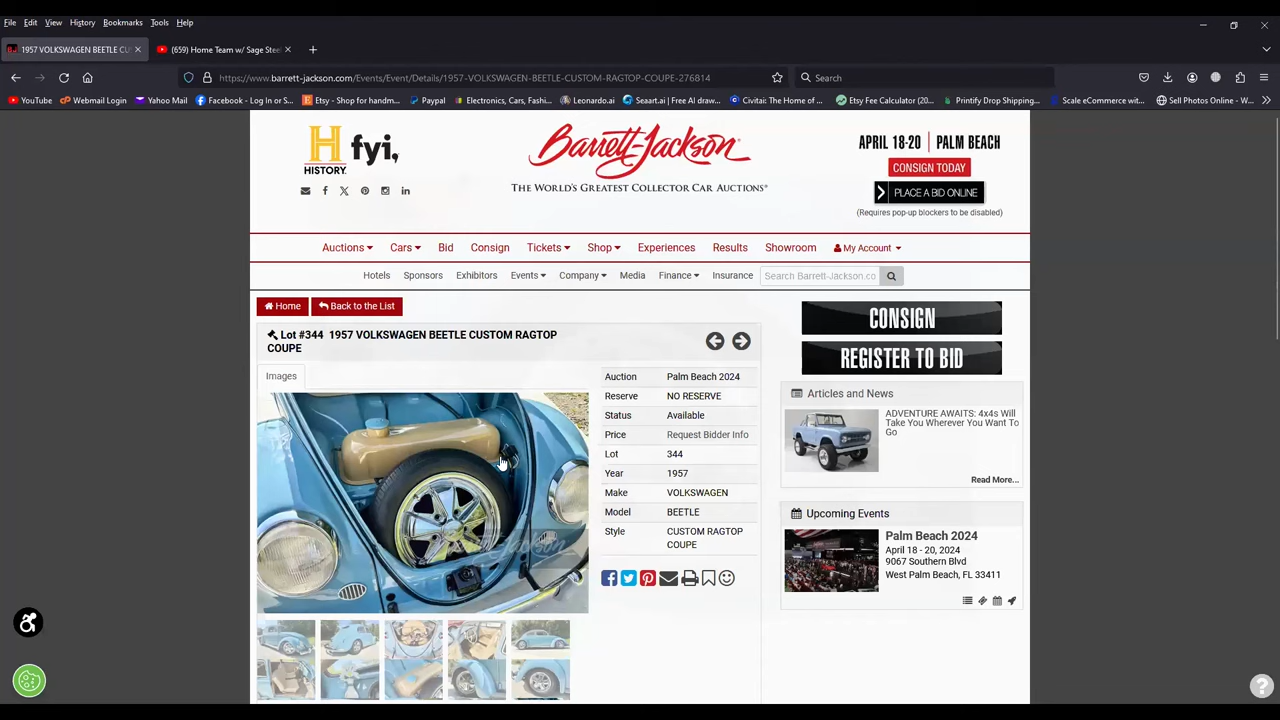 File Edit View History Bookmarks Tools Help
1957 VOLKSWAGEN BEETLE CU
(659) Home Team w/ Sage Stee
https://www.barrett-jackson.com/Events/Event/Details/1957-VOLKSWAGEN-BEETLE-CUSTOM-RAGTOP-COUPE-276814
Search
YouTube Webmail Login Yahoo Mail Facebook - Log In or S... Etsy - Shop for handm... Paypal Electronics, Cars, Fashi... Leonardo.ai Seaart.ai | Free AI draw... Civitai: The Home of ... Etsy Fee Calculator (20... Printify Drop Shipping... Scale eCommerce wit... Sell Photos Online - W...
H HISTORY. fyi,
Barrett-Jackson
THE WORLD'S GREATEST COLLECTOR CAR AUCTIONS®
APRIL 18-20 | PALM BEACH
CONSIGN TODAY
PLACE A BID ONLINE
(Requires pop-up blockers to be disabled)
Auctions Cars Bid Consign Tickets Shop Experiences Results Showroom My Account
Hotels Sponsors Exhibitors Events Company Media Finance Insurance Search Barrett-Jackson.co
Home Back to the List
Lot #344 1957 VOLKSWAGEN BEETLE CUSTOM RAGTOP
COUPE
Images
Auction Palm Beach 2024
Reserve NO RESERVE
Status Available
Price Request Bidder Info
Lot 344
Year 1957
Make VOLKSWAGEN
Model BEETLE
Style CUSTOM RAGTOP
COUPE
CONSIGN
REGISTER TO BID
Articles and News
ADVENTURE AWAITS: 4x4s Will
Take You Wherever You Want To
Go
Read More...
Upcoming Events
Palm Beach 2024
April 18 - 20, 2024
9067 Southern Blvd
West Palm Beach, FL 33411